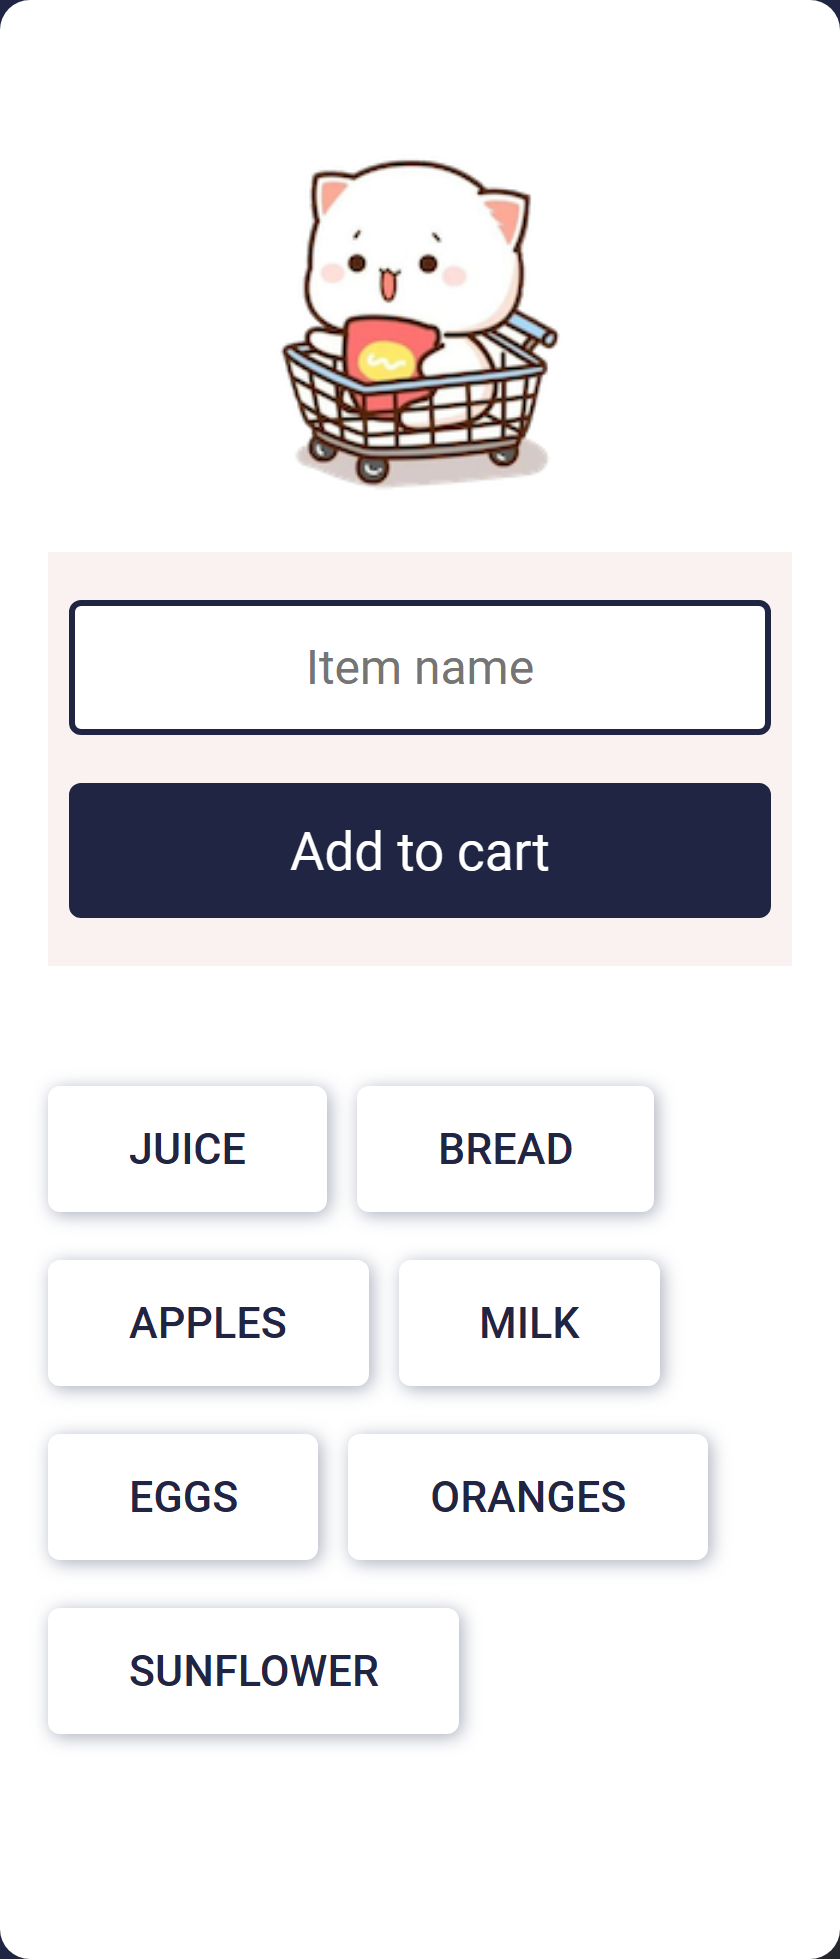 Item name
Add to cart
JUICE
BREAD
APPLES
MILK
EGGS
ORANGES
SUNFLOWER